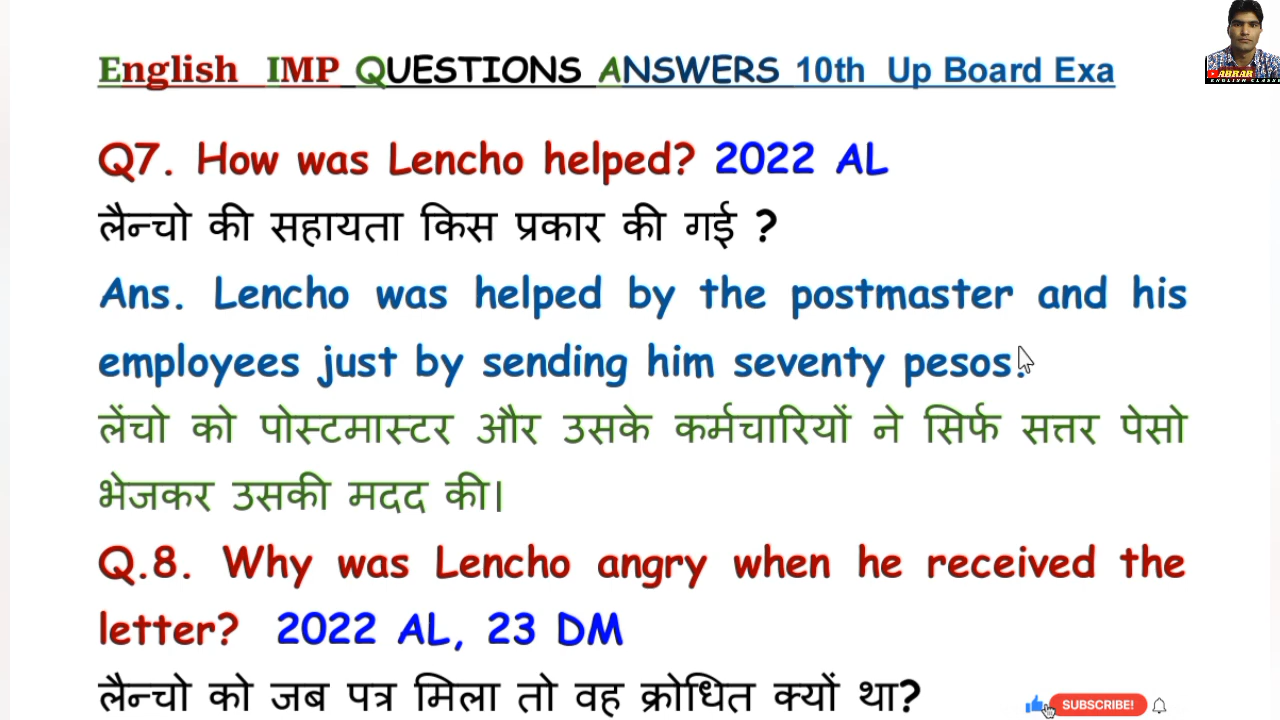 English IMP QUESTIONS ANSWERS 10th Up Board Exa
ABRAR
ENGLISH CLASSE
Q7. How was Lencho helped? 2022 AL
लैन्चो की सहायता किस प्रकार की गई ?
Ans. Lencho was helped by the postmaster and his
employees just by sending him seventy pesos.
लेंचो को पोस्टमास्टर और उसके कर्मचारियों ने सिर्फ सत्तर पेसो
भेजकर उसकी मदद की।
Q.8. Why was Lencho angry when he received the
letter? 2022 AL, 23 DM
लैन्चो को जब पत्र मिला तो वह क्रोधित क्यों था?
SUBSCRIBE!